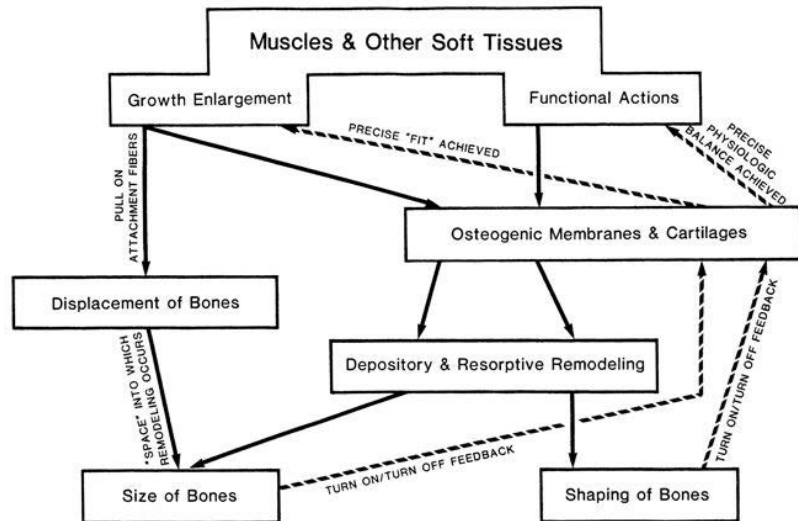 Muscles & Other Soft Tissues
Growth Enlargement
Functional Actions
PRECISE "FIT" ACHIEVED
PRECISE
PHYSIOLOGIC
BALANCE ACHIEVED
PULL ON
ATTACHMENT FIBERS
Osteogenic Membranes & Cartilages
Displacement of Bones
"SPACE" INTO WHICH
REMODELING OCCURS
Depository & Resorptive Remodeling
TURN ON/TURN OFF FEEDBACK
TURN ON/TURN OFF FEEDBACK
Size of Bones
Shaping of Bones